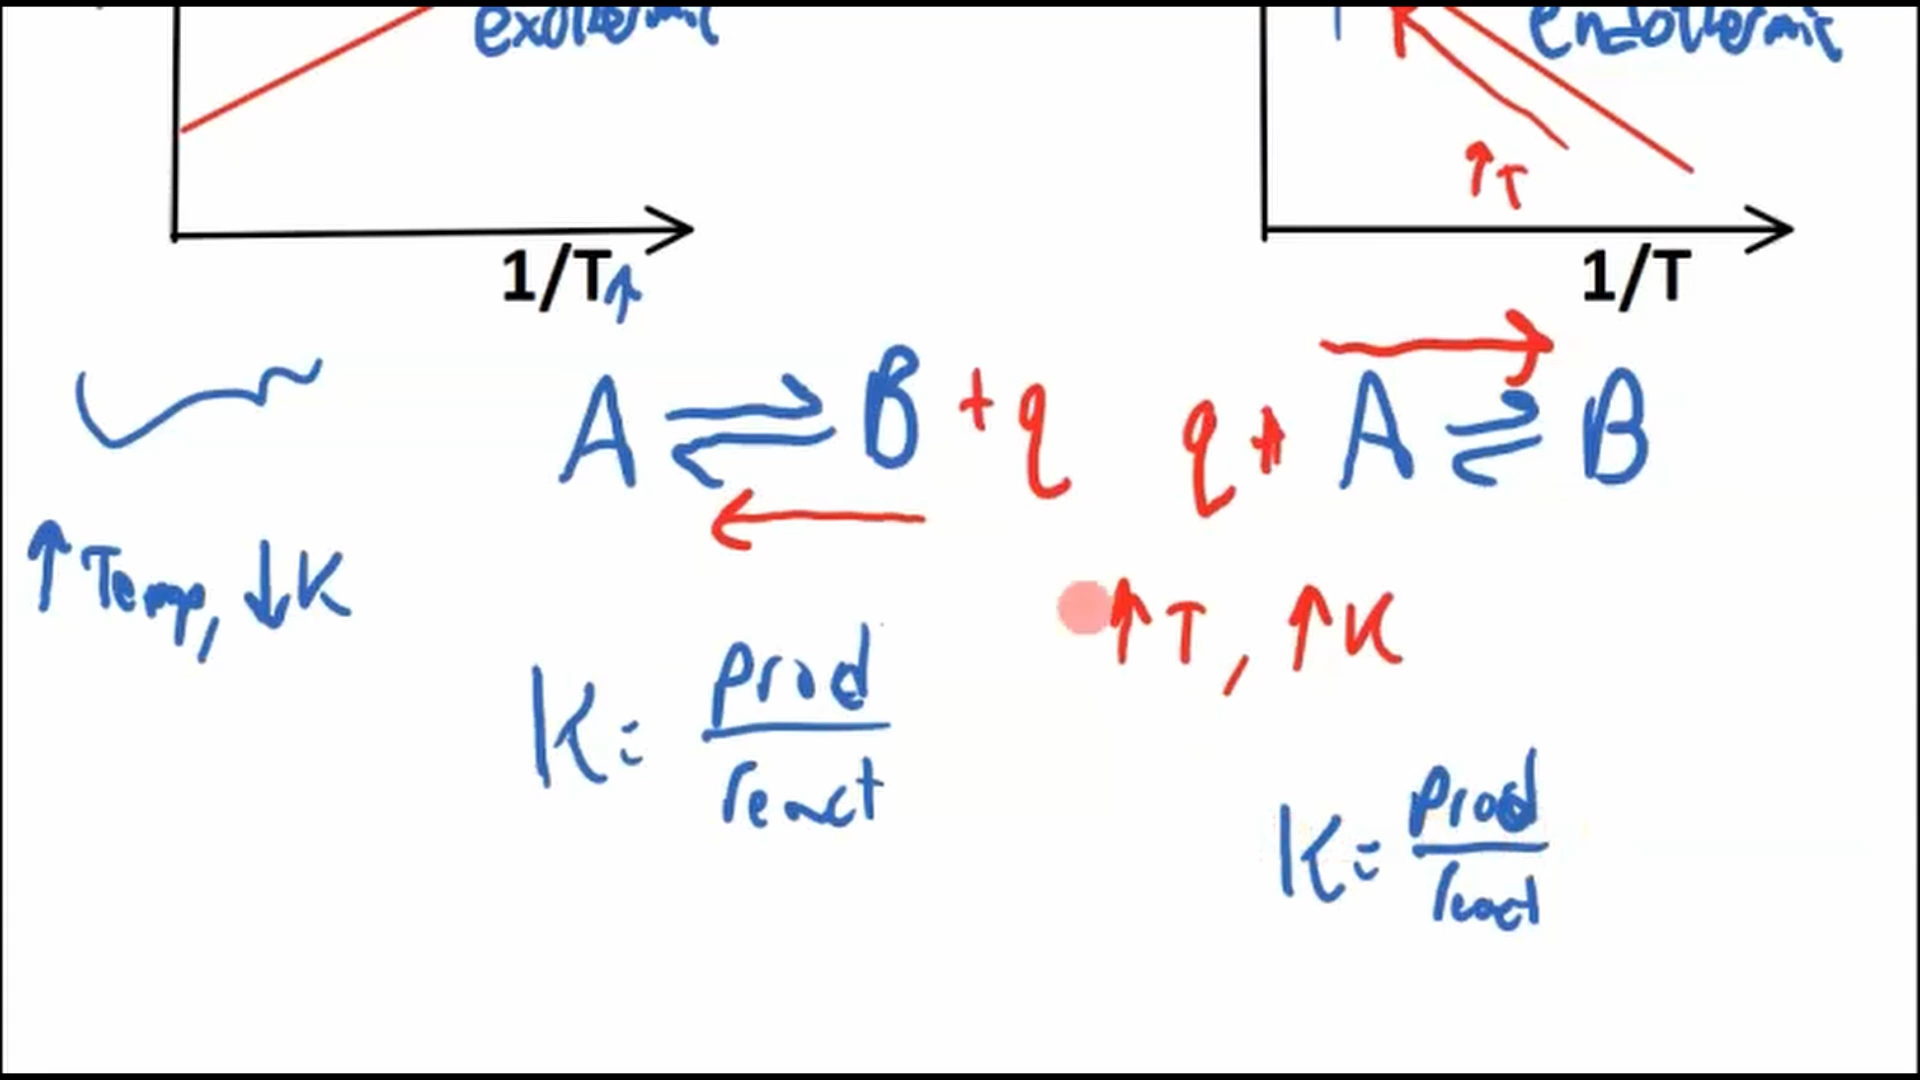 exothermic
endothermic
↑T
1/T↑
1/T
A ⇌ B + q
q + A ⇌ B
↑Temp, ↓K
↑T, ↑K
K = prod
react
K = prod
react